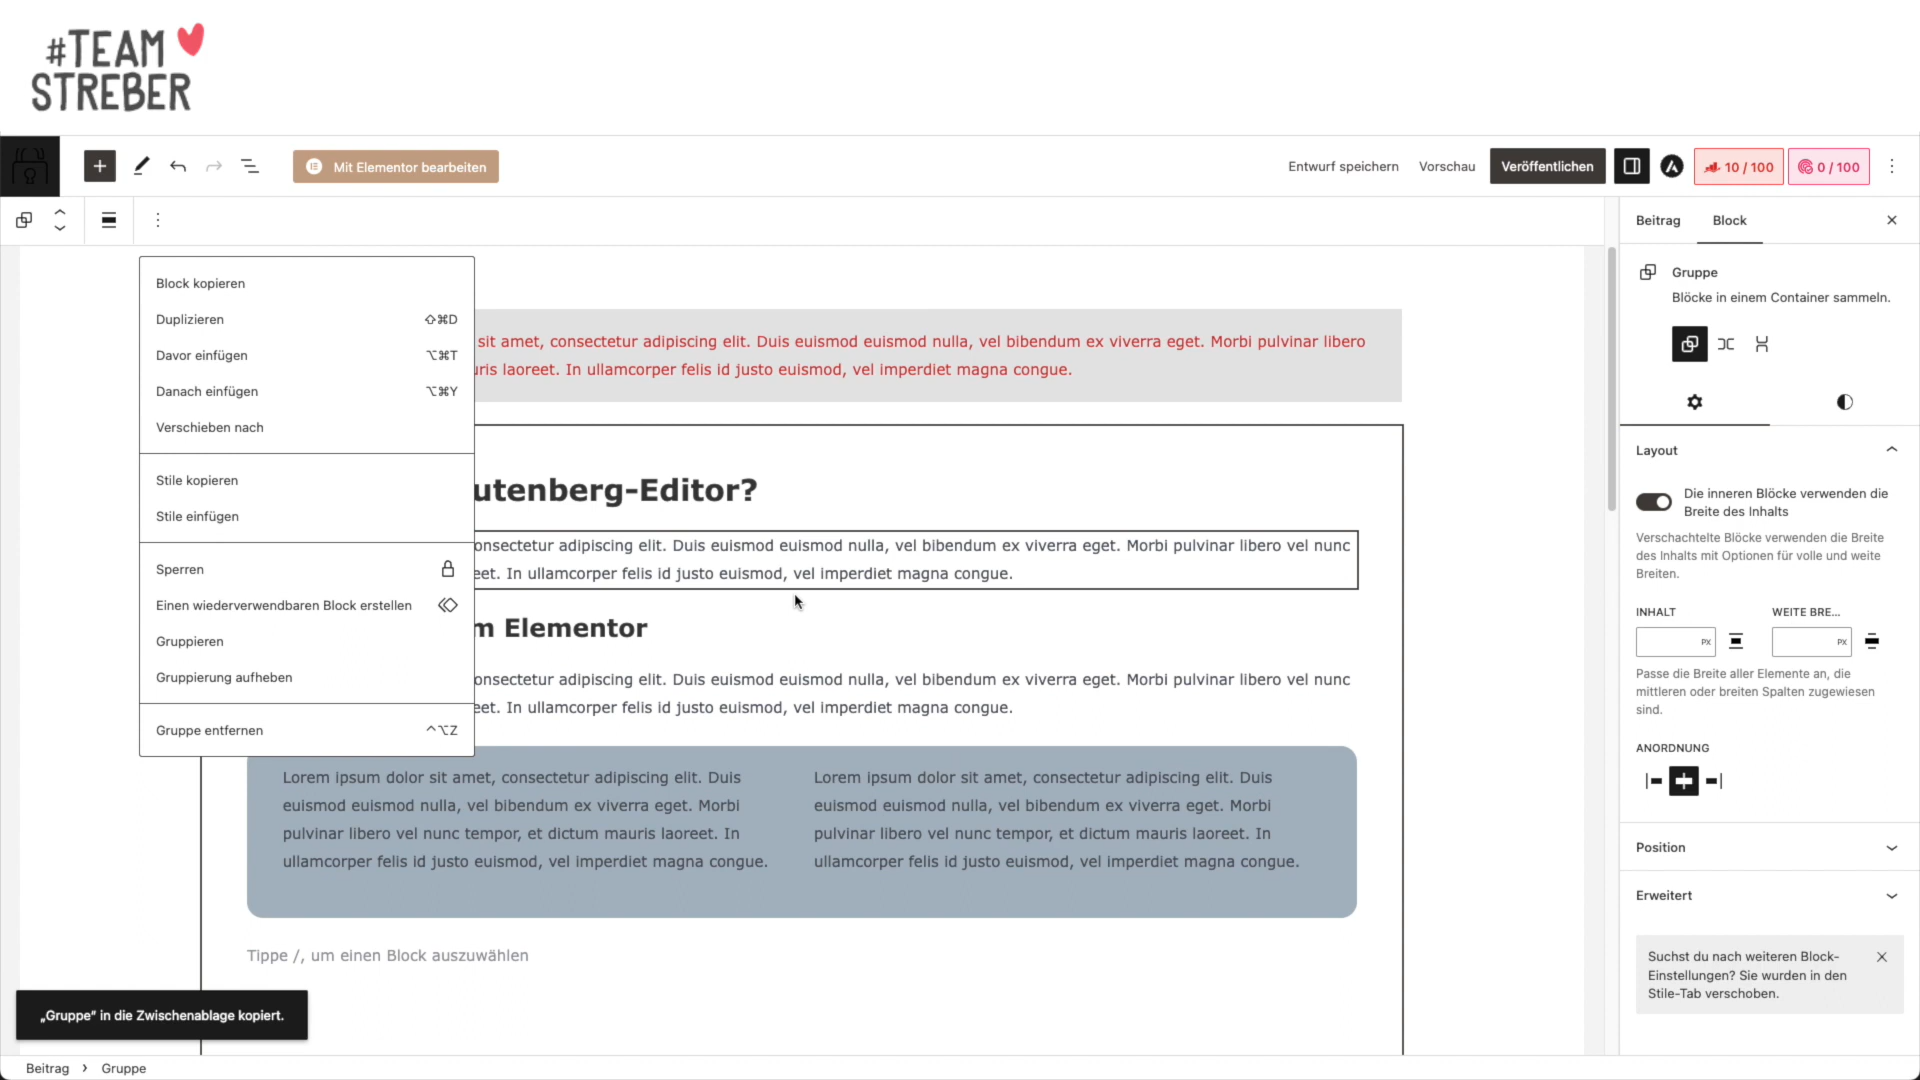 #TEAM
STREBER
Mit Elementor bearbeiten
Entwurf speichern
Vorschau
Veröffentlichen
10 / 100
0 / 100
Block kopieren
Duplizieren ⇧⌘D
Davor einfügen ⌥⌘T
Danach einfügen ⌥⌘Y
Verschieben nach
Stile kopieren
Stile einfügen
Sperren
Einen wiederverwendbaren Block erstellen
Gruppieren
Gruppierung aufheben
Gruppe entfernen ^⌥Z
sit amet, consectetur adipiscing elit. Duis euismod euismod nulla, vel bibendum ex viverra eget. Morbi pulvinar libero
uris laoreet. In ullamcorper felis id justo euismod, vel imperdiet magna congue.
utenberg-Editor?
onsectetur adipiscing elit. Duis euismod euismod nulla, vel bibendum ex viverra eget. Morbi pulvinar libero vel nunc
eet. In ullamcorper felis id justo euismod, vel imperdiet magna congue.
m Elementor
onsectetur adipiscing elit. Duis euismod euismod nulla, vel bibendum ex viverra eget. Morbi pulvinar libero vel nunc
eet. In ullamcorper felis id justo euismod, vel imperdiet magna congue.
Lorem ipsum dolor sit amet, consectetur adipiscing elit. Duis
euismod euismod nulla, vel bibendum ex viverra eget. Morbi
pulvinar libero vel nunc tempor, et dictum mauris laoreet. In
ullamcorper felis id justo euismod, vel imperdiet magna congue.
Lorem ipsum dolor sit amet, consectetur adipiscing elit. Duis
euismod euismod nulla, vel bibendum ex viverra eget. Morbi
pulvinar libero vel nunc tempor, et dictum mauris laoreet. In
ullamcorper felis id justo euismod, vel imperdiet magna congue.
Tippe /, um einen Block auszuwählen
„Gruppe“ in die Zwischenablage kopiert.
Beitrag › Gruppe
Beitrag
Block
Gruppe
Blöcke in einem Container sammeln.
Layout
Die inneren Blöcke verwenden die
Breite des Inhalts
Verschachtelte Blöcke verwenden die Breite
des Inhalts mit Optionen für volle und weite
Breiten.
INHALT
WEITE BRE...
PX
PX
Passe die Breite aller Elemente an, die
mittleren oder breiten Spalten zugewiesen
sind.
ANORDNUNG
Position
Erweitert
Suchst du nach weiteren Block-
Einstellungen? Sie wurden in den
Stile-Tab verschoben.